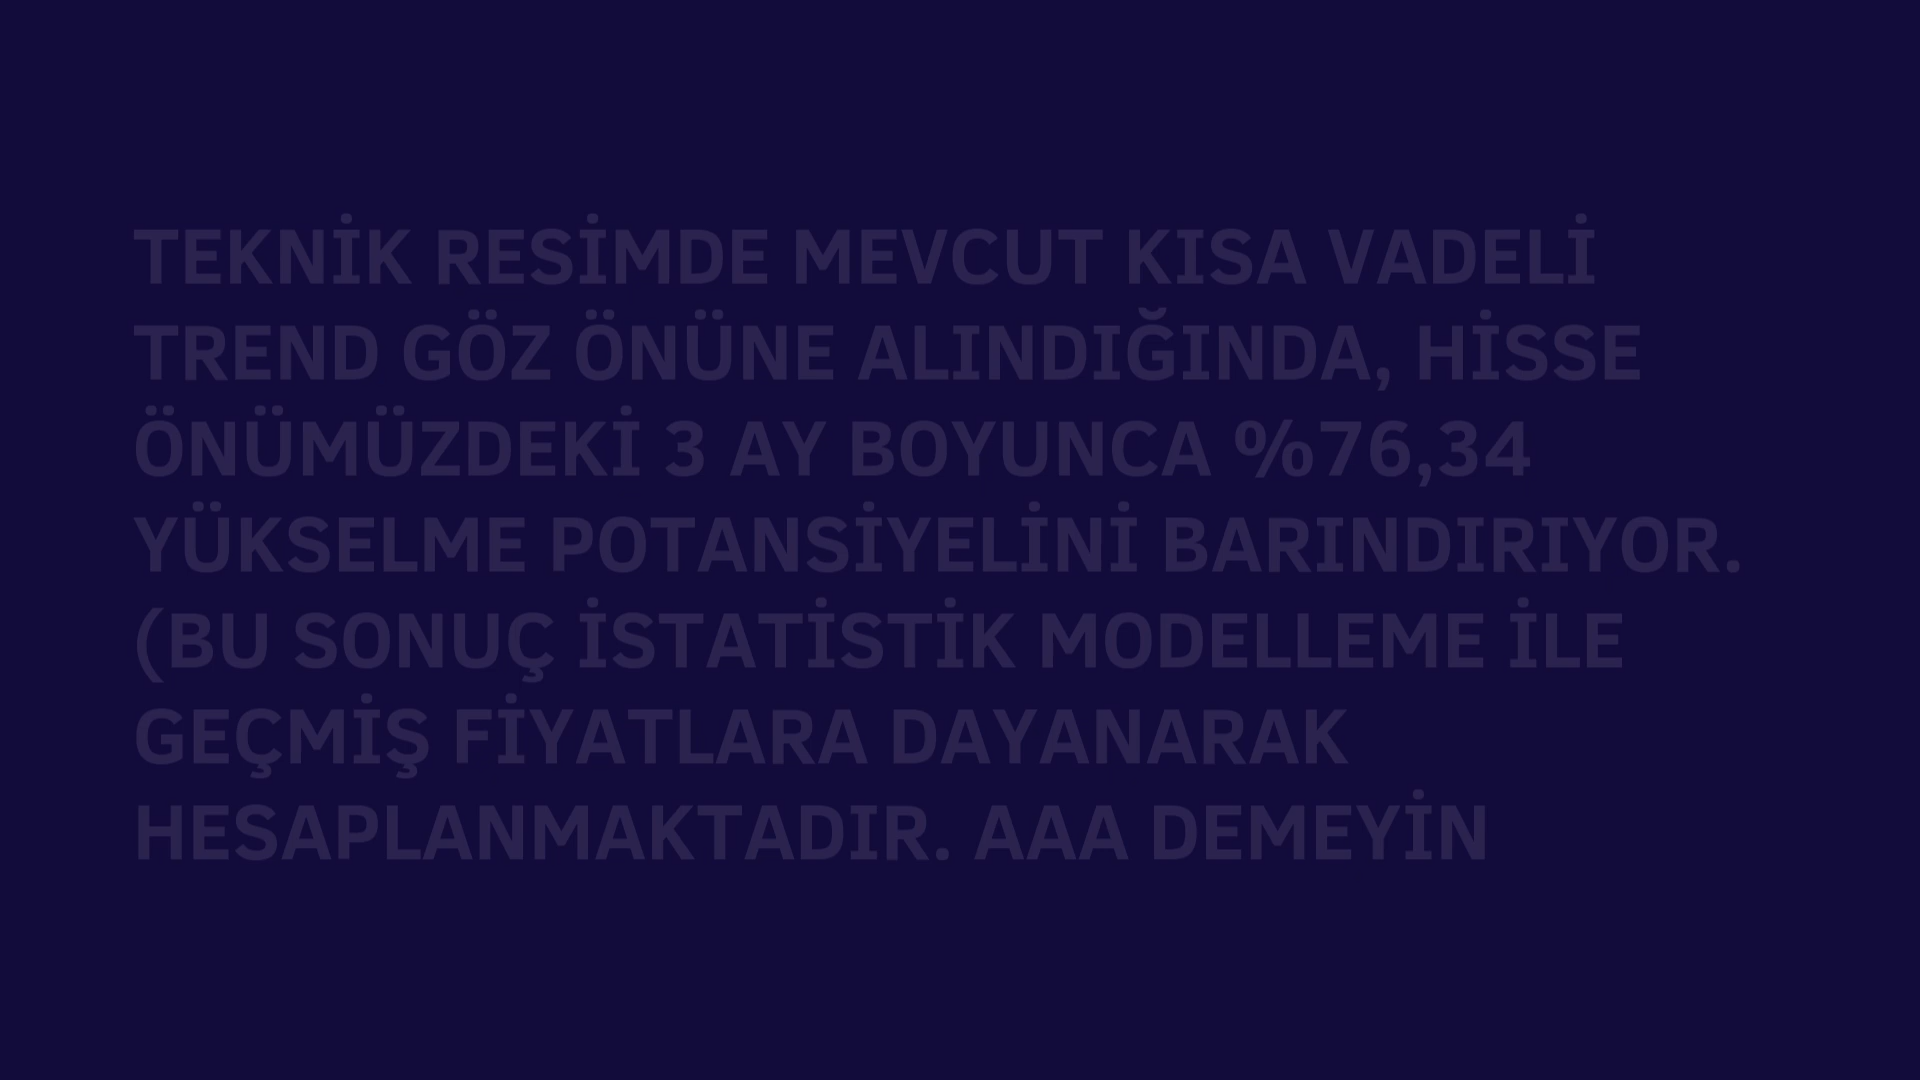 TEKNİK RESİMDE MEVCUT KISA VADELİ
TREND GÖZ ÖNÜNE ALINDIĞINDA, HİSSE
ÖNÜMÜZDEKİ 3 AY BOYUNCA %76,34
YÜKSELME POTANSİYELİNİ BARINDIRIYOR.
(BU SONUÇ İSTATİSTİK MODELLEME İLE
GEÇMİŞ FİYATLARA DAYANARAK
HESAPLANMAKTADIR. AAA DEMEYİN